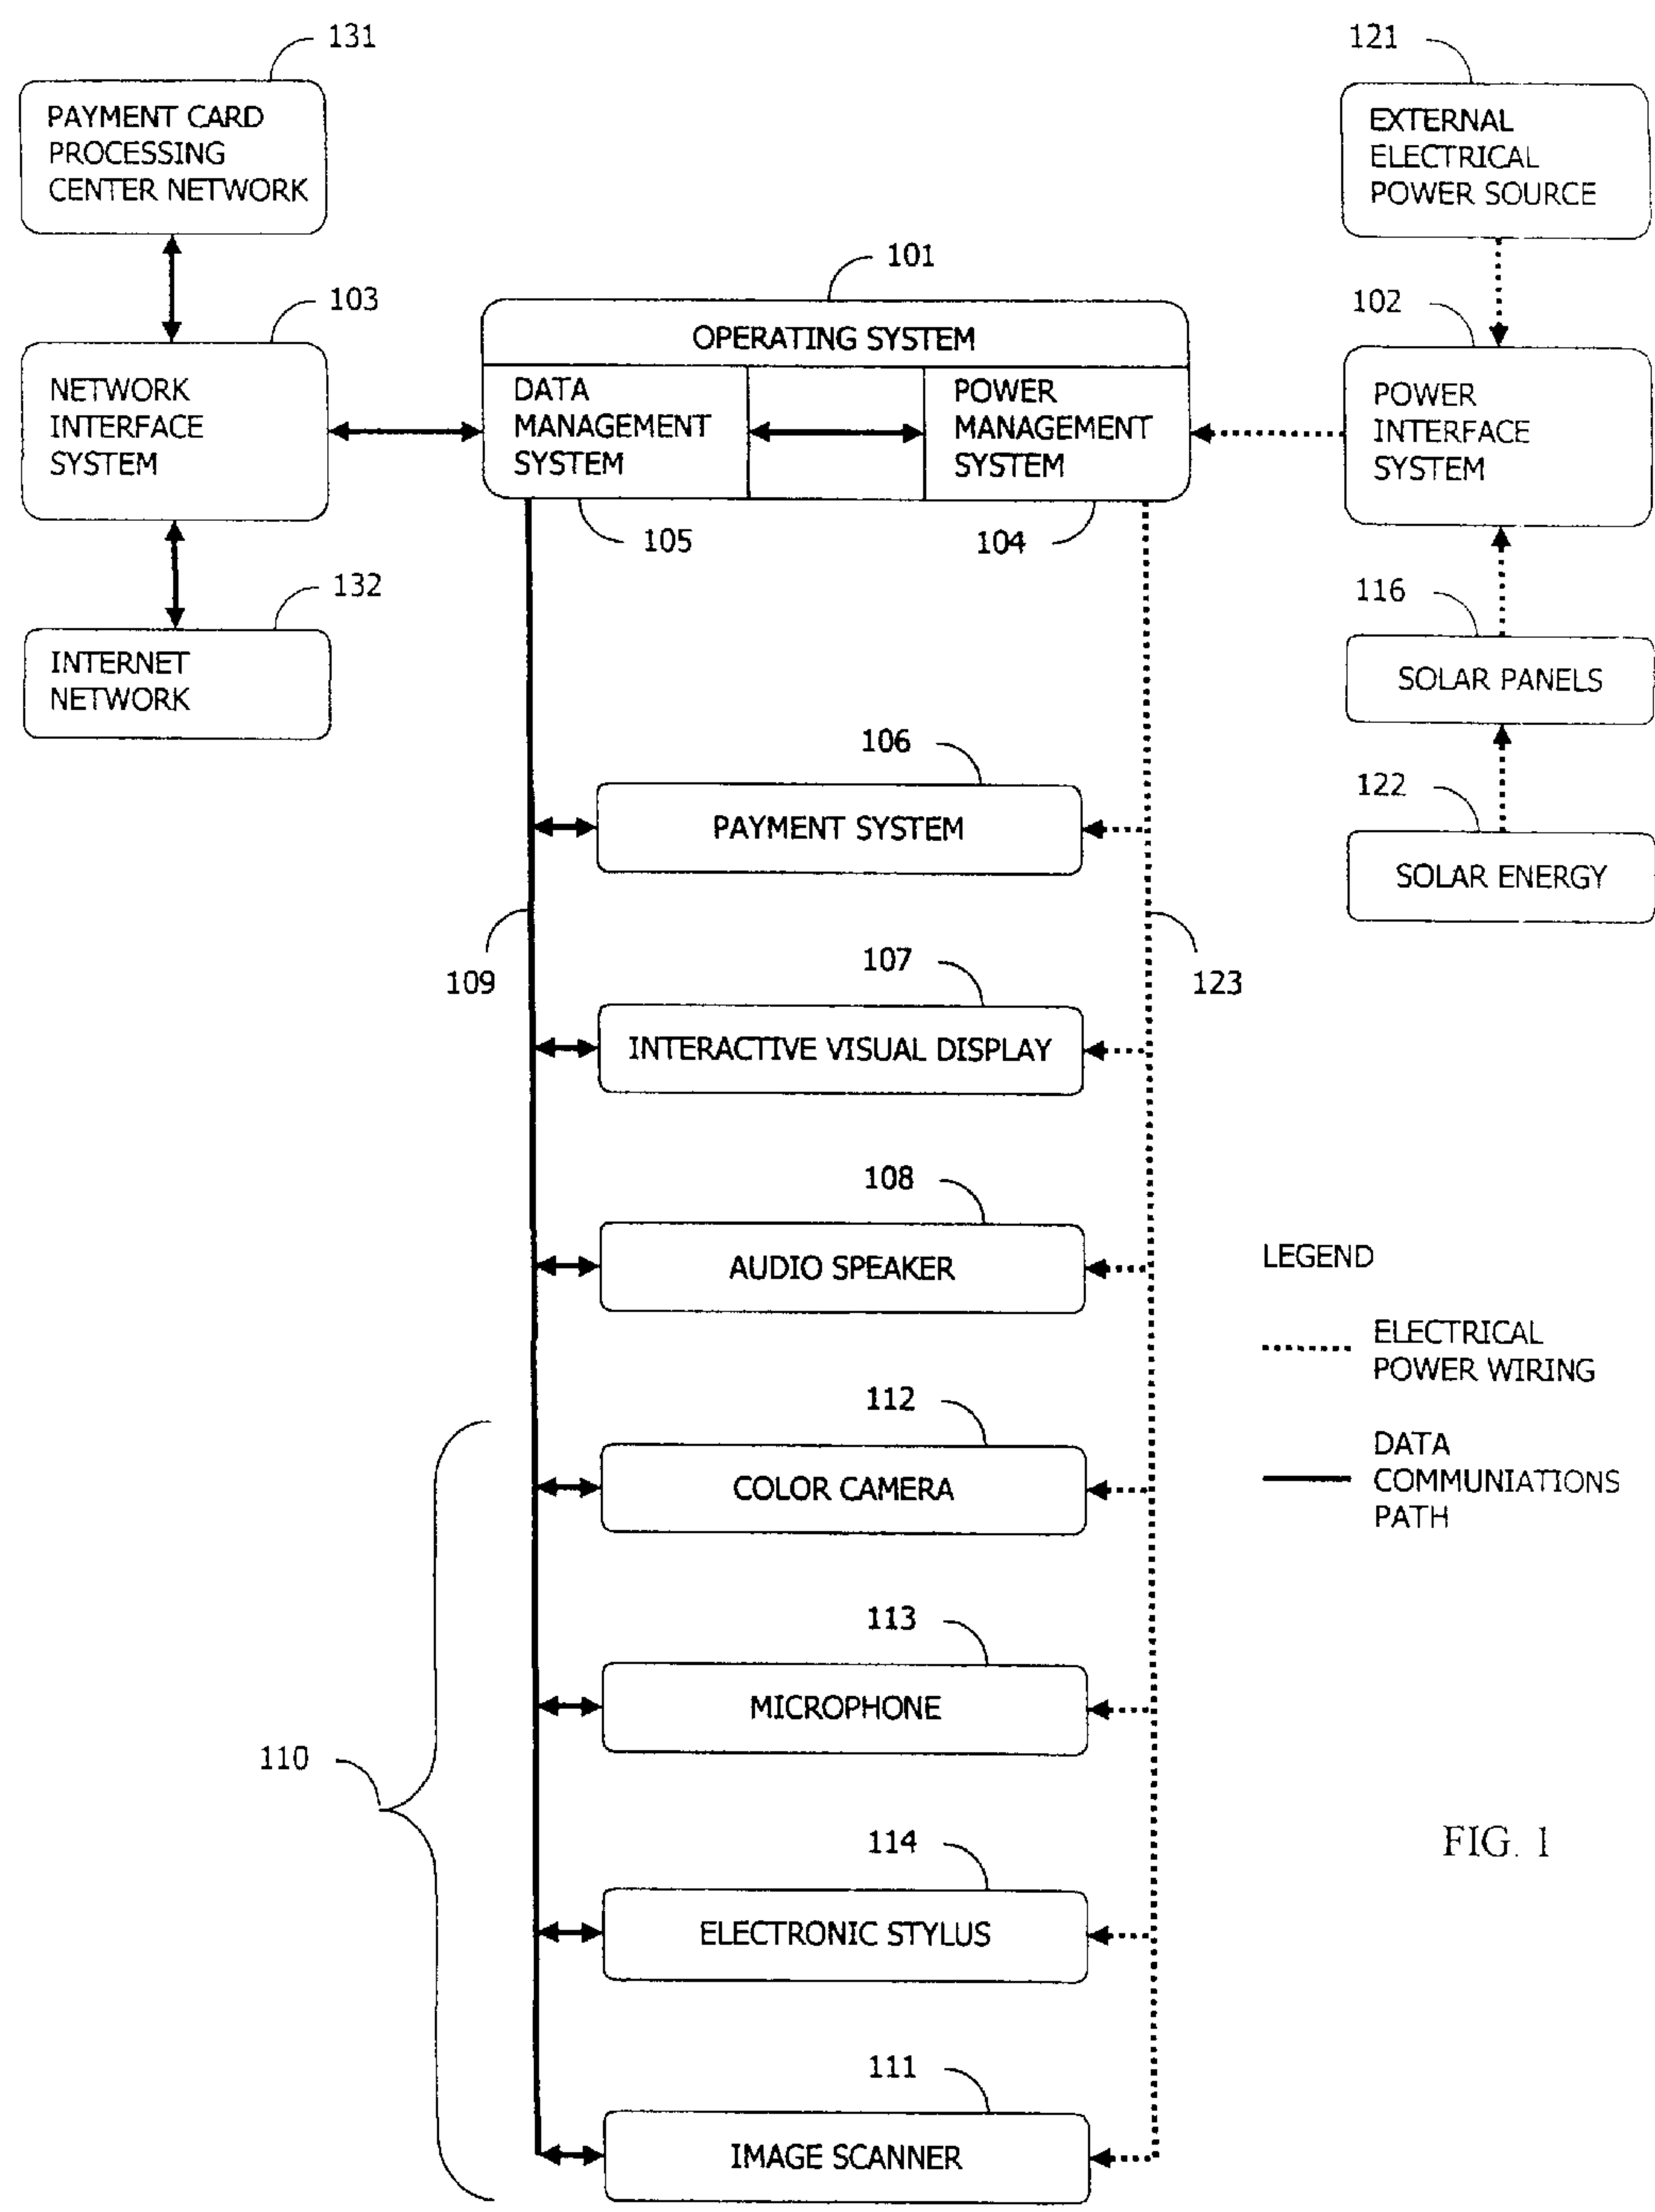 131
PAYMENT CARD
PROCESSING
CENTER NETWORK
121
EXTERNAL
ELECTRICAL
POWER SOURCE
101
103
102
OPERATING SYSTEM
NETWORK
INTERFACE
SYSTEM
DATA
MANAGEMENT
SYSTEM
POWER
MANAGEMENT
SYSTEM
POWER
INTERFACE
SYSTEM
105
104
132
INTERNET
NETWORK
116
SOLAR PANELS
122
SOLAR ENERGY
106
PAYMENT SYSTEM
109
123
107
INTERACTIVE VISUAL DISPLAY
108
AUDIO SPEAKER
LEGEND
ELECTRICAL
POWER WIRING
DATA
COMMUNIATIONS
PATH
112
COLOR CAMERA
113
MICROPHONE
110
114
ELECTRONIC STYLUS
111
IMAGE SCANNER
FIG. 1